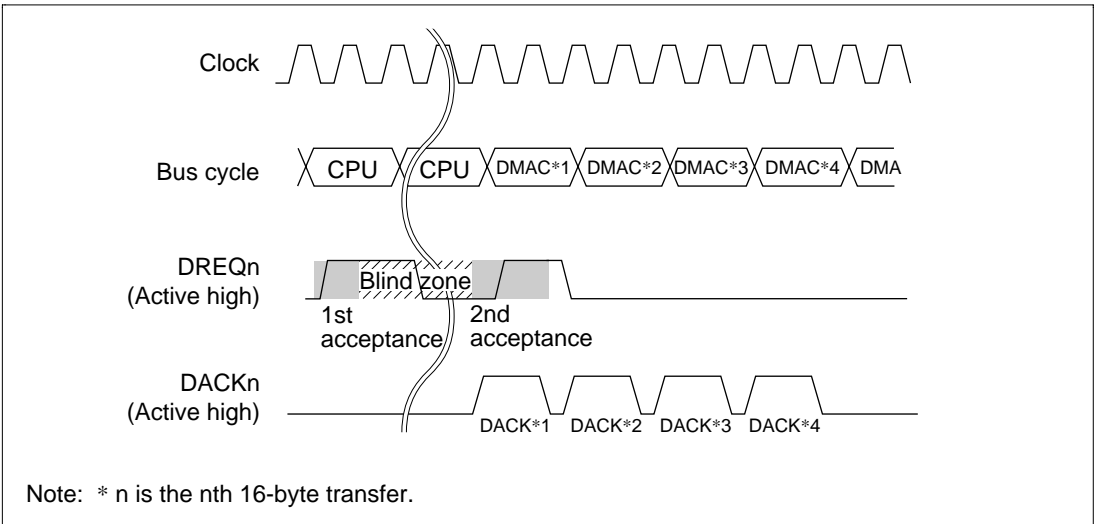 Clock
Bus cycle
CPU CPU DMAC*1 DMAC*2 DMAC*3 DMAC*4 DMA
DREQn
(Active high)
Blind zone
1st
acceptance
2nd
acceptance
DACKn
(Active high)
DACK*1 DACK*2 DACK*3 DACK*4
Note: * n is the nth 16-byte transfer.